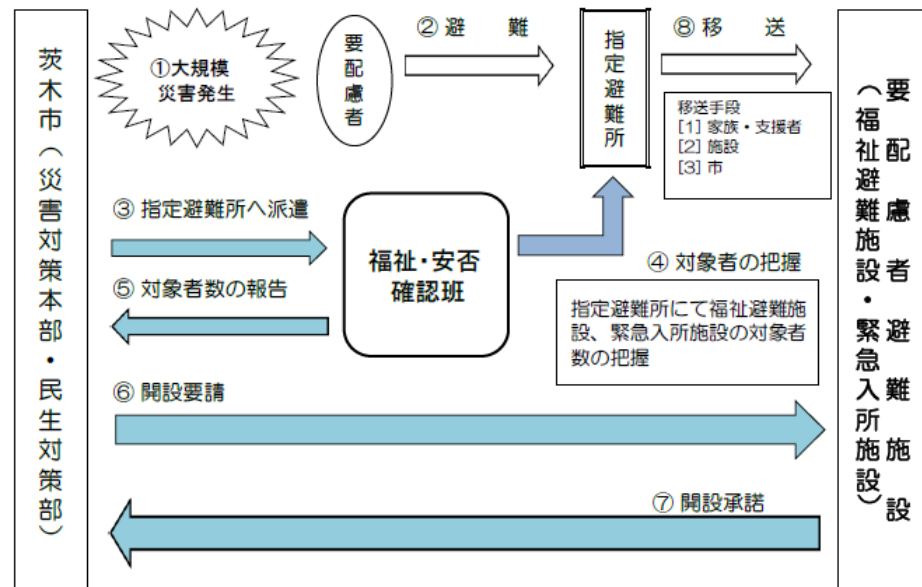 茨木市（災害対策本部・民生対策部）
①大規模
災害発生
要配慮者
②避難
指定避難所
⑧移送
移送手段
[1] 家族・支援者
[2] 施設
[3] 市
要配慮者避難施設
（福祉避難施設・緊急入所施設）
③ 指定避難所へ派遣
福祉・安否
確認班
④ 対象者の把握
指定避難所にて福祉避難施
設、緊急入所施設の対象者
数の把握
⑤ 対象者数の報告
⑥ 開設要請
⑦ 開設承諾